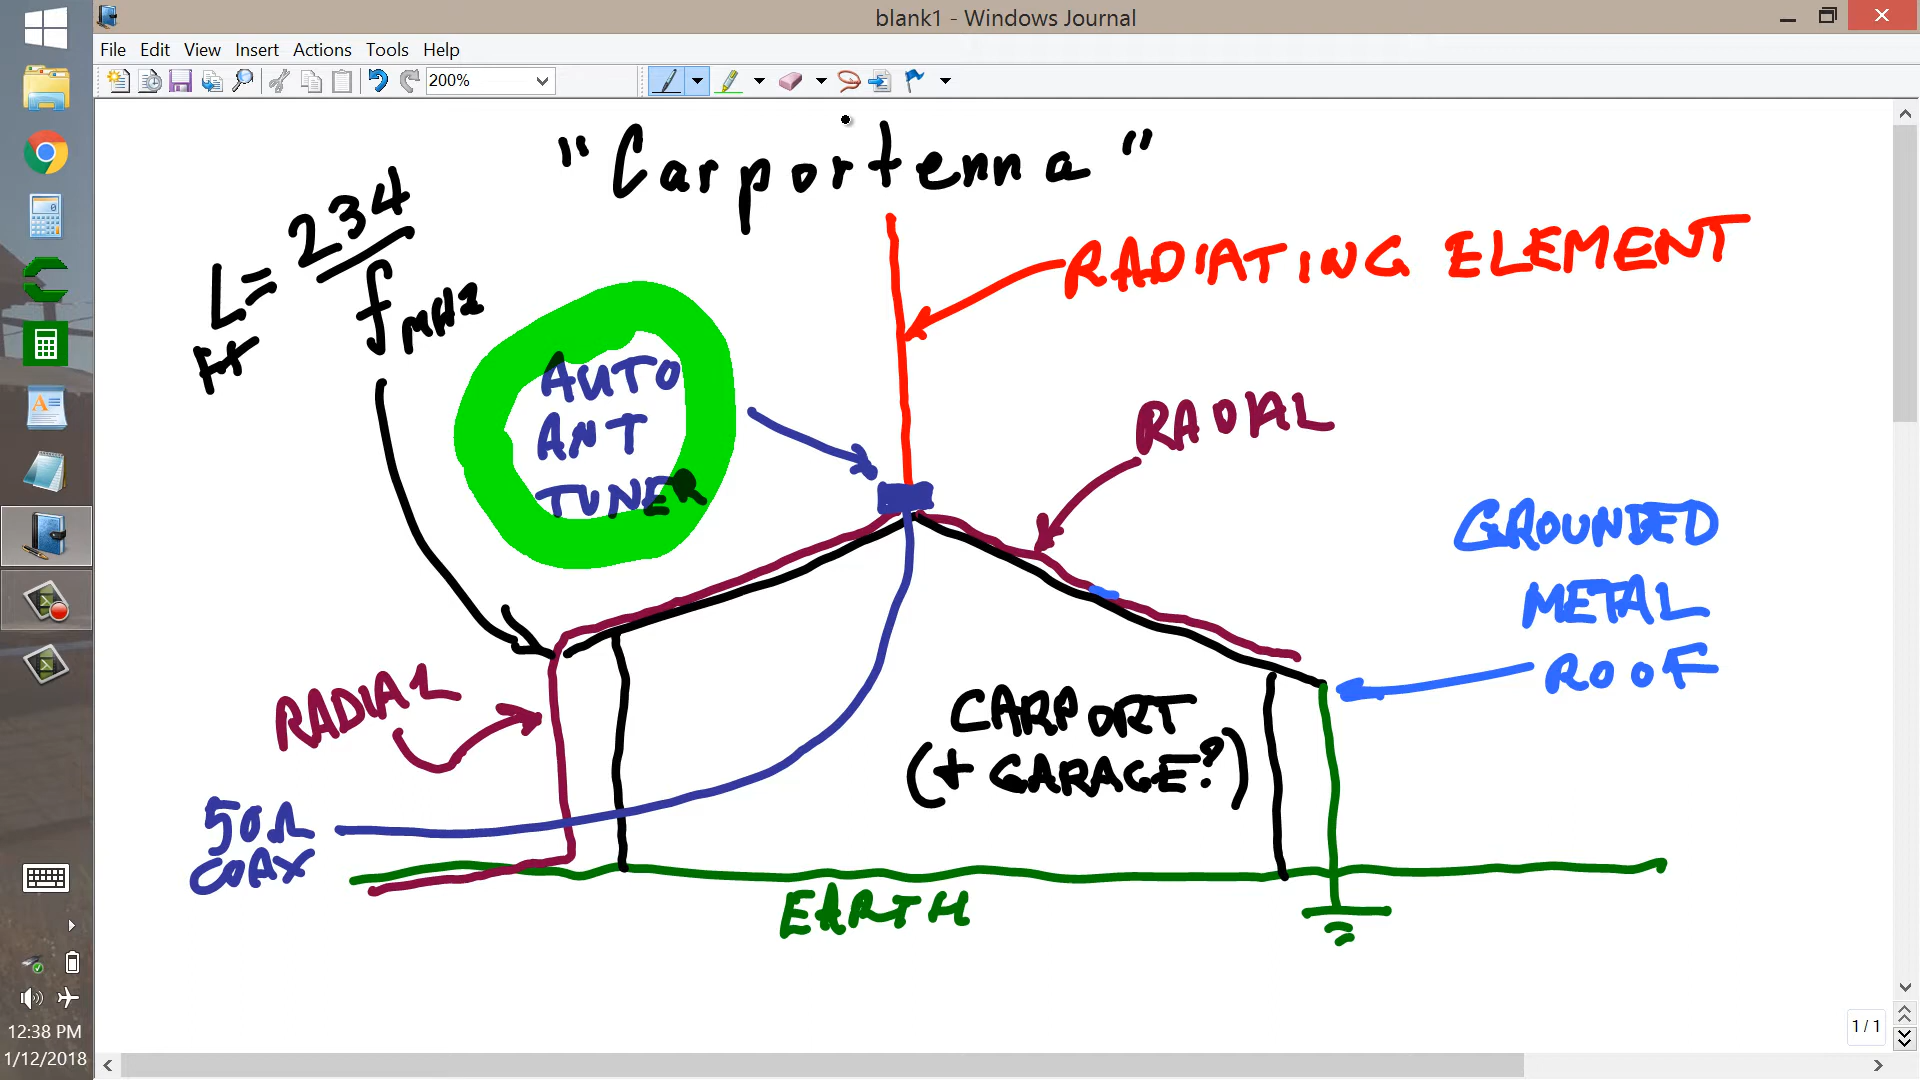 blank1 - Windows Journal
File Edit View Insert Actions Tools Help
200%
"Carportenna"
L = 234
ft fMHz
RADIATING ELEMENT
AUTO
ANT
TUNER
RADIAL
GROUNDED
METAL
ROOF
RADIAL
CARPORT
(+ GARAGE?)
50Ω
COAX
EARTH
12:38 PM
1/12/2018
1 / 1